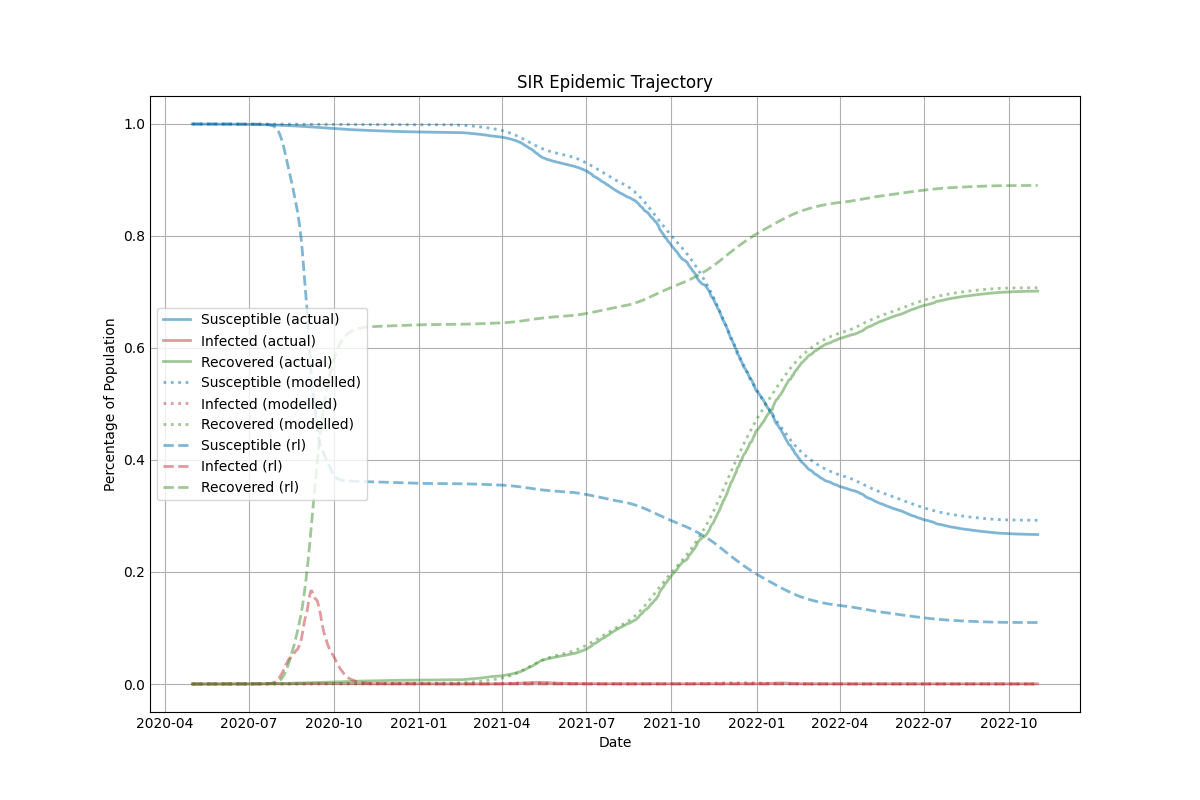 SIR Epidemic Trajectory
1.0
0.8
0.6
0.4
0.2
0.0
Percentage of Population
Susceptible (actual)
Infected (actual)
Recovered (actual)
Susceptible (modelled)
Infected (modelled)
Recovered (modelled)
Susceptible (rl)
Infected (rl)
Recovered (rl)
2020-04 2020-07 2020-10 2021-01 2021-04 2021-07 2021-10 2022-01 2022-04 2022-07 2022-10
Date